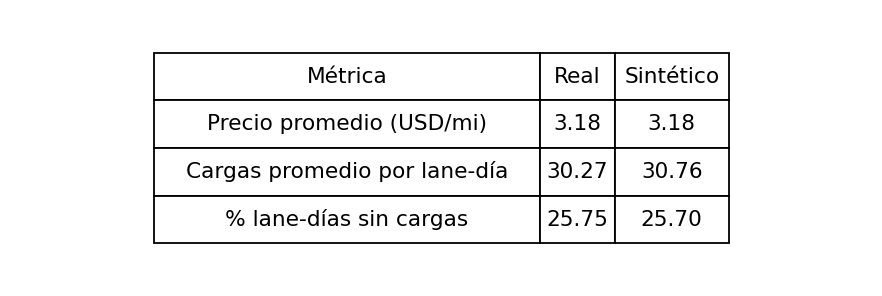 Métrica Real Sintético
Precio promedio (USD/mi) 3.18 3.18
Cargas promedio por lane-día 30.27 30.76
% lane-días sin cargas 25.75 25.70